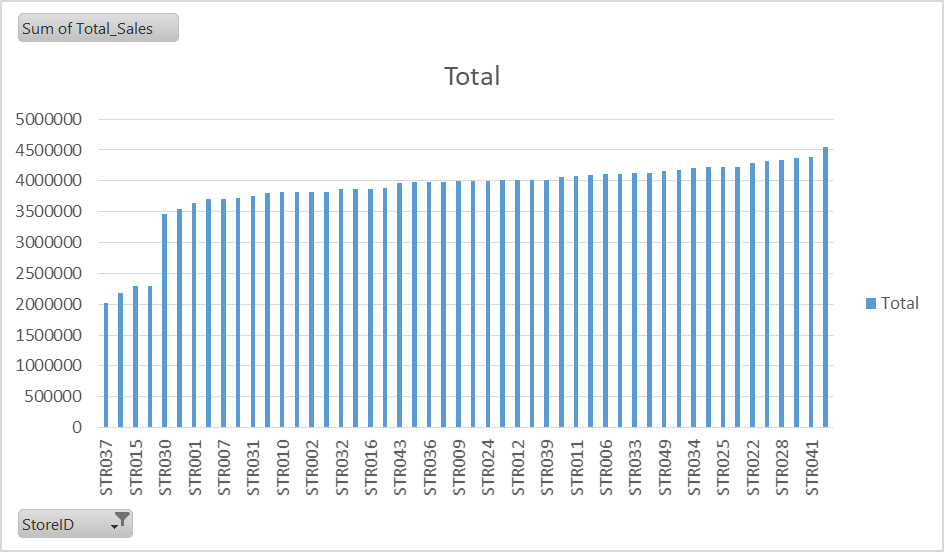 Sum of Total_Sales
Total
5000000
4500000
4000000
3500000
3000000
2500000
2000000
1500000
1000000
500000
0
Total
STR037
STR015
STR030
STR001
STR007
STR031
STR010
STR002
STR032
STR016
STR043
STR036
STR009
STR024
STR012
STR039
STR011
STR006
STR033
STR049
STR034
STR025
STR022
STR028
STR041
StoreID